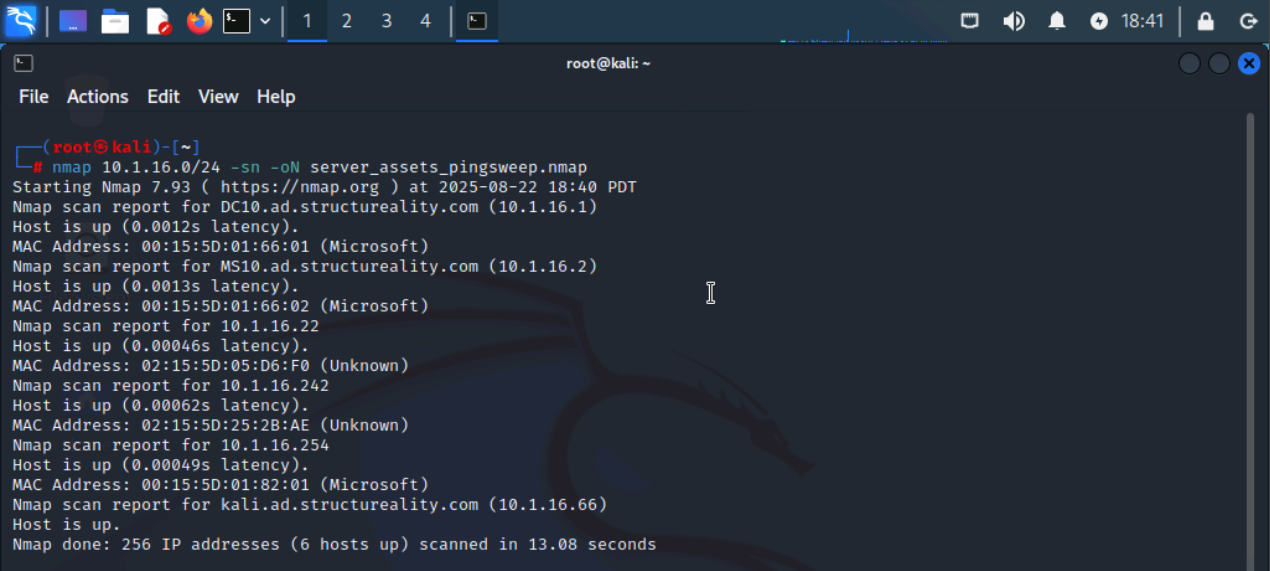 1 2 3 4 18:41
root@kali: ~
File Actions Edit View Help
(root㉿kali)-[~]
# nmap 10.1.16.0/24 -sn -oN server_assets_pingsweep.nmap
Starting Nmap 7.93 ( https://nmap.org ) at 2025-08-22 18:40 PDT
Nmap scan report for DC10.ad.structureality.com (10.1.16.1)
Host is up (0.0012s latency).
MAC Address: 00:15:5D:01:66:01 (Microsoft)
Nmap scan report for MS10.ad.structureality.com (10.1.16.2)
Host is up (0.0013s latency).
MAC Address: 00:15:5D:01:66:02 (Microsoft)
Nmap scan report for 10.1.16.22
Host is up (0.00046s latency).
MAC Address: 02:15:5D:05:D6:F0 (Unknown)
Nmap scan report for 10.1.16.242
Host is up (0.00062s latency).
MAC Address: 02:15:5D:25:2B:AE (Unknown)
Nmap scan report for 10.1.16.254
Host is up (0.00049s latency).
MAC Address: 00:15:5D:01:82:01 (Microsoft)
Nmap scan report for kali.ad.structureality.com (10.1.16.66)
Host is up.
Nmap done: 256 IP addresses (6 hosts up) scanned in 13.08 seconds